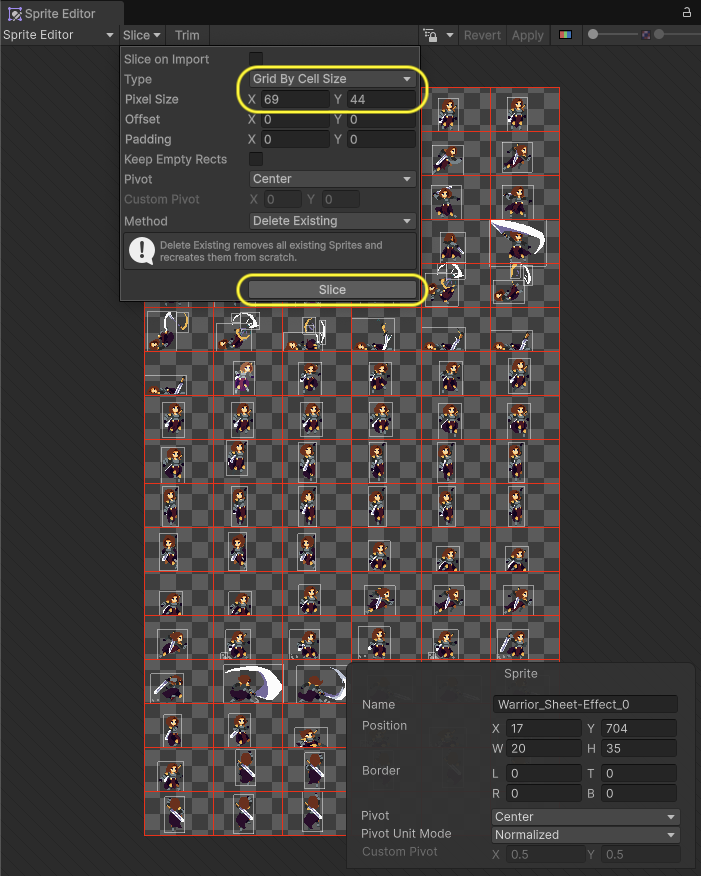 Sprite Editor
Sprite Editor Slice Trim Revert Apply
Slice on Import
Type Grid By Cell Size
Pixel Size X 69 Y 44
Offset X 0 Y 0
Padding X 0 Y 0
Keep Empty Rects
Pivot Center
Custom Pivot X 0 Y 0
Method Delete Existing
Delete Existing removes all existing Sprites and
recreates them from scratch.
Slice
Sprite
Name Warrior_Sheet-Effect_0
Position X 17 Y 704
W 20 H 35
Border L 0 T 0
R 0 B 0
Pivot Center
Pivot Unit Mode Normalized
Custom Pivot X 0.5 Y 0.5